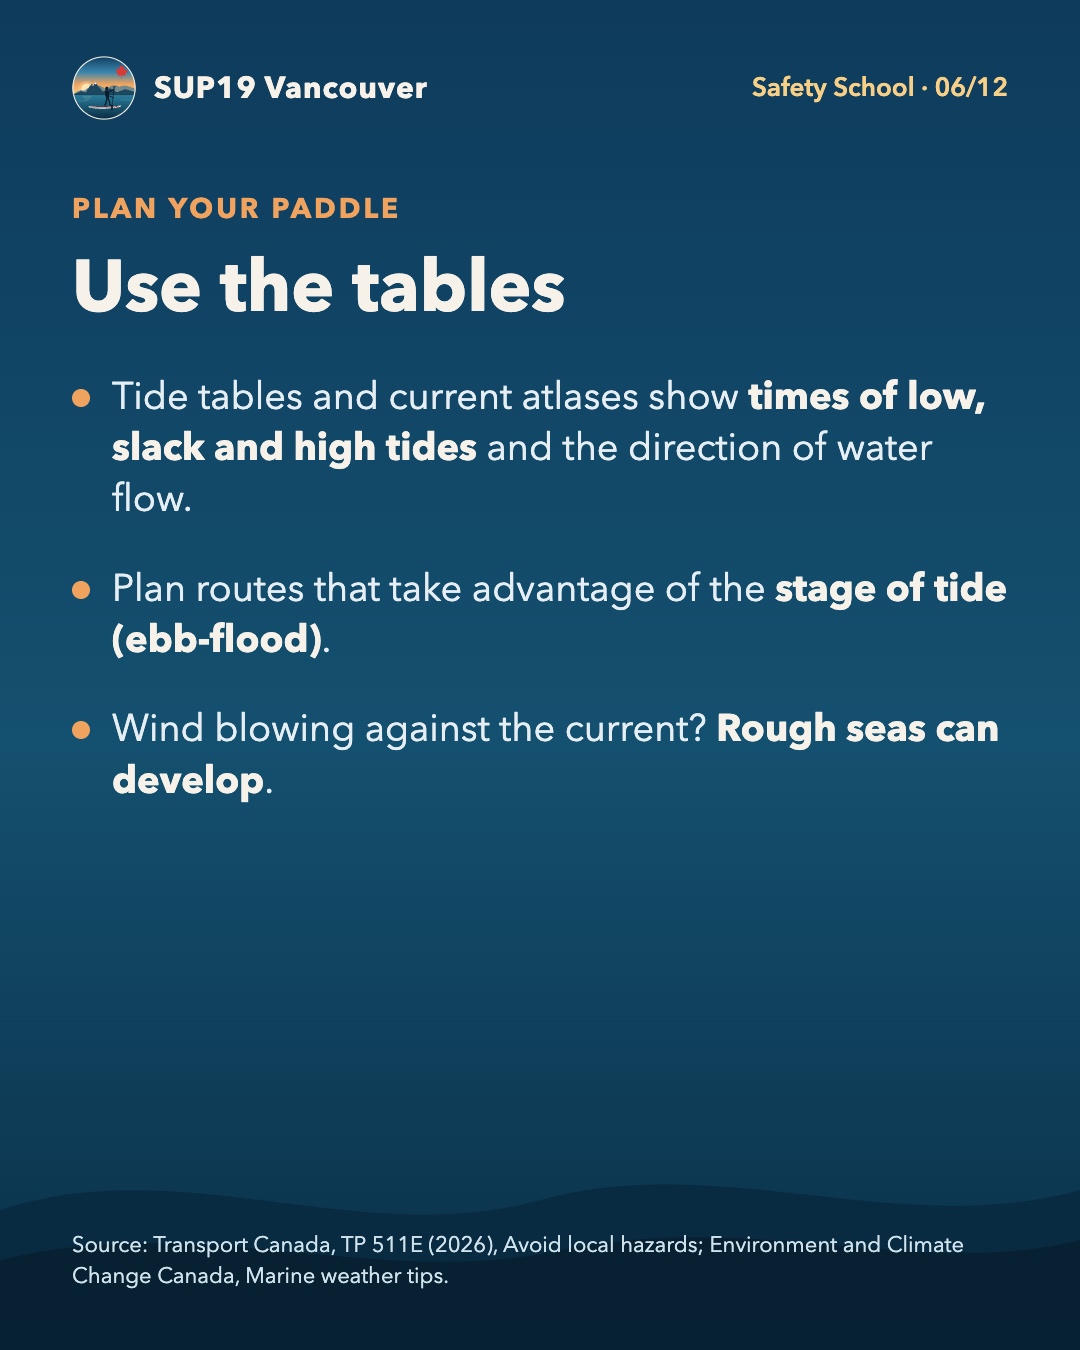 SUP19 Vancouver
Safety School · 06/12
PLAN YOUR PADDLE
Use the tables
Tide tables and current atlases show times of low,
slack and high tides and the direction of water
flow.
Plan routes that take advantage of the stage of tide
(ebb-flood).
Wind blowing against the current? Rough seas can
develop.
Source: Transport Canada, TP 511E (2026), Avoid local hazards; Environment and Climate
Change Canada, Marine weather tips.